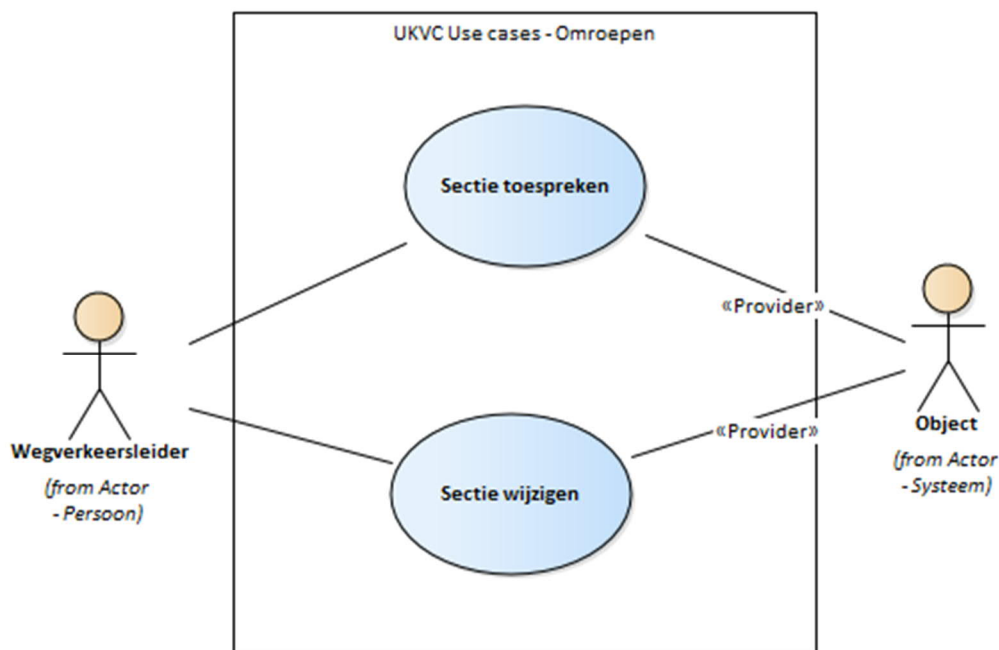 UKVC Use cases - Omroepen
Sectie toespreken
«Provider»
Wegverkeersleider
(from Actor
- Persoon)
Object
(from Actor
- Systeem)
«Provider»
Sectie wijzigen